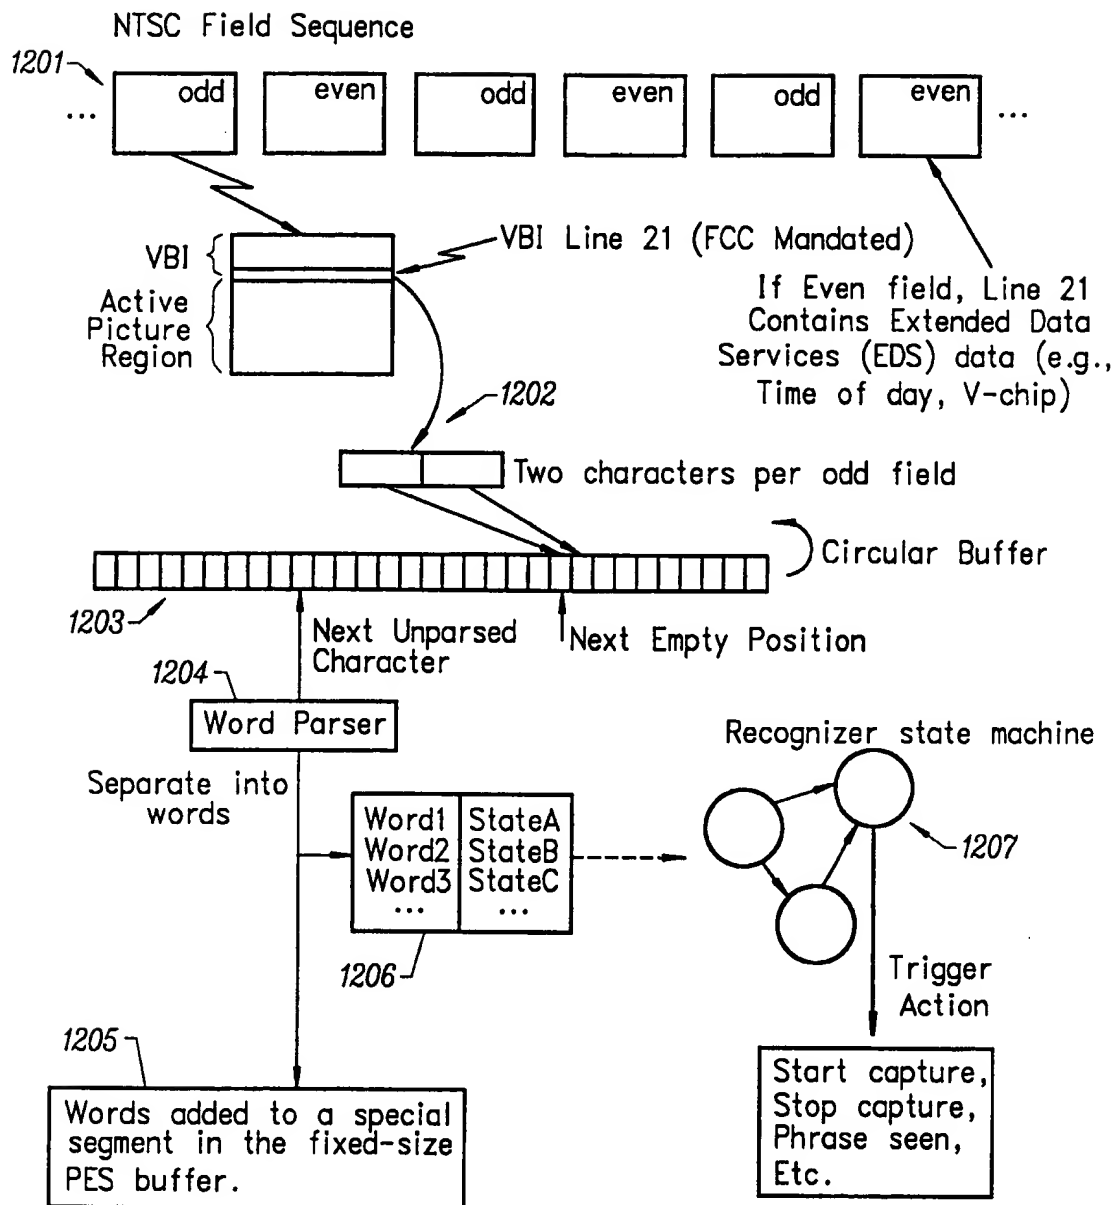 NTSC Field Sequence
1201
... odd even odd even odd even ...
VBI
VBI Line 21 (FCC Mandated)
Active
Picture
Region
If Even field, Line 21
Contains Extended Data
Services (EDS) data (e.g.,
Time of day, V-chip)
1202
Two characters per odd field
Circular Buffer
1203
Next Unparsed
Character
Next Empty Position
1204
Word Parser
Separate into
words
Recognizer state machine
Word1 StateA
Word2 StateB
Word3 StateC
... ...
1206
1207
Trigger
Action
1205
Words added to a special
segment in the fixed-size
PES buffer.
Start capture,
Stop capture,
Phrase seen,
Etc.